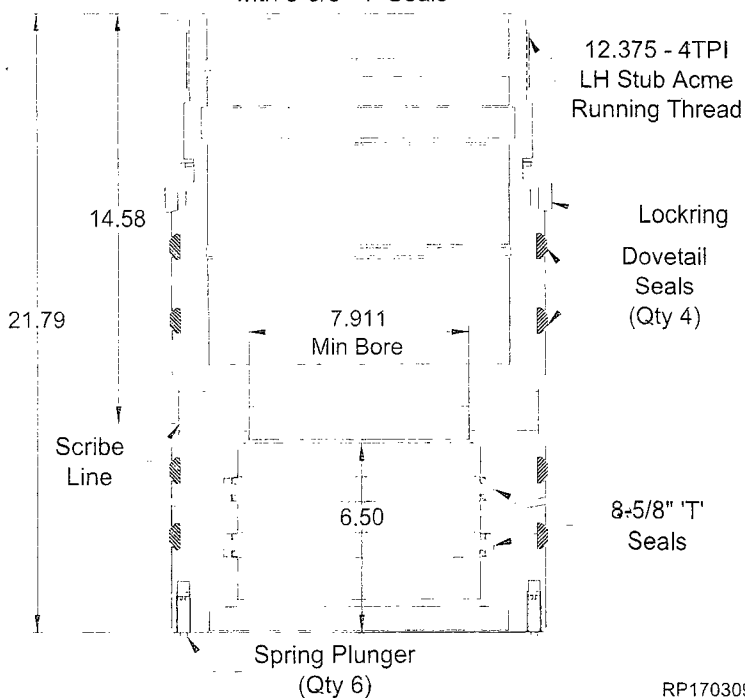 12.375 - 4TPI
LH Stub Acme
Running Thread
14.58
Lockring
Dovetail
Seals
(Qty 4)
21.79
7.911
Min Bore
Scribe
Line
6.50
8-5/8" 'T'
Seals
Spring Plunger
(Qty 6)
RP170309